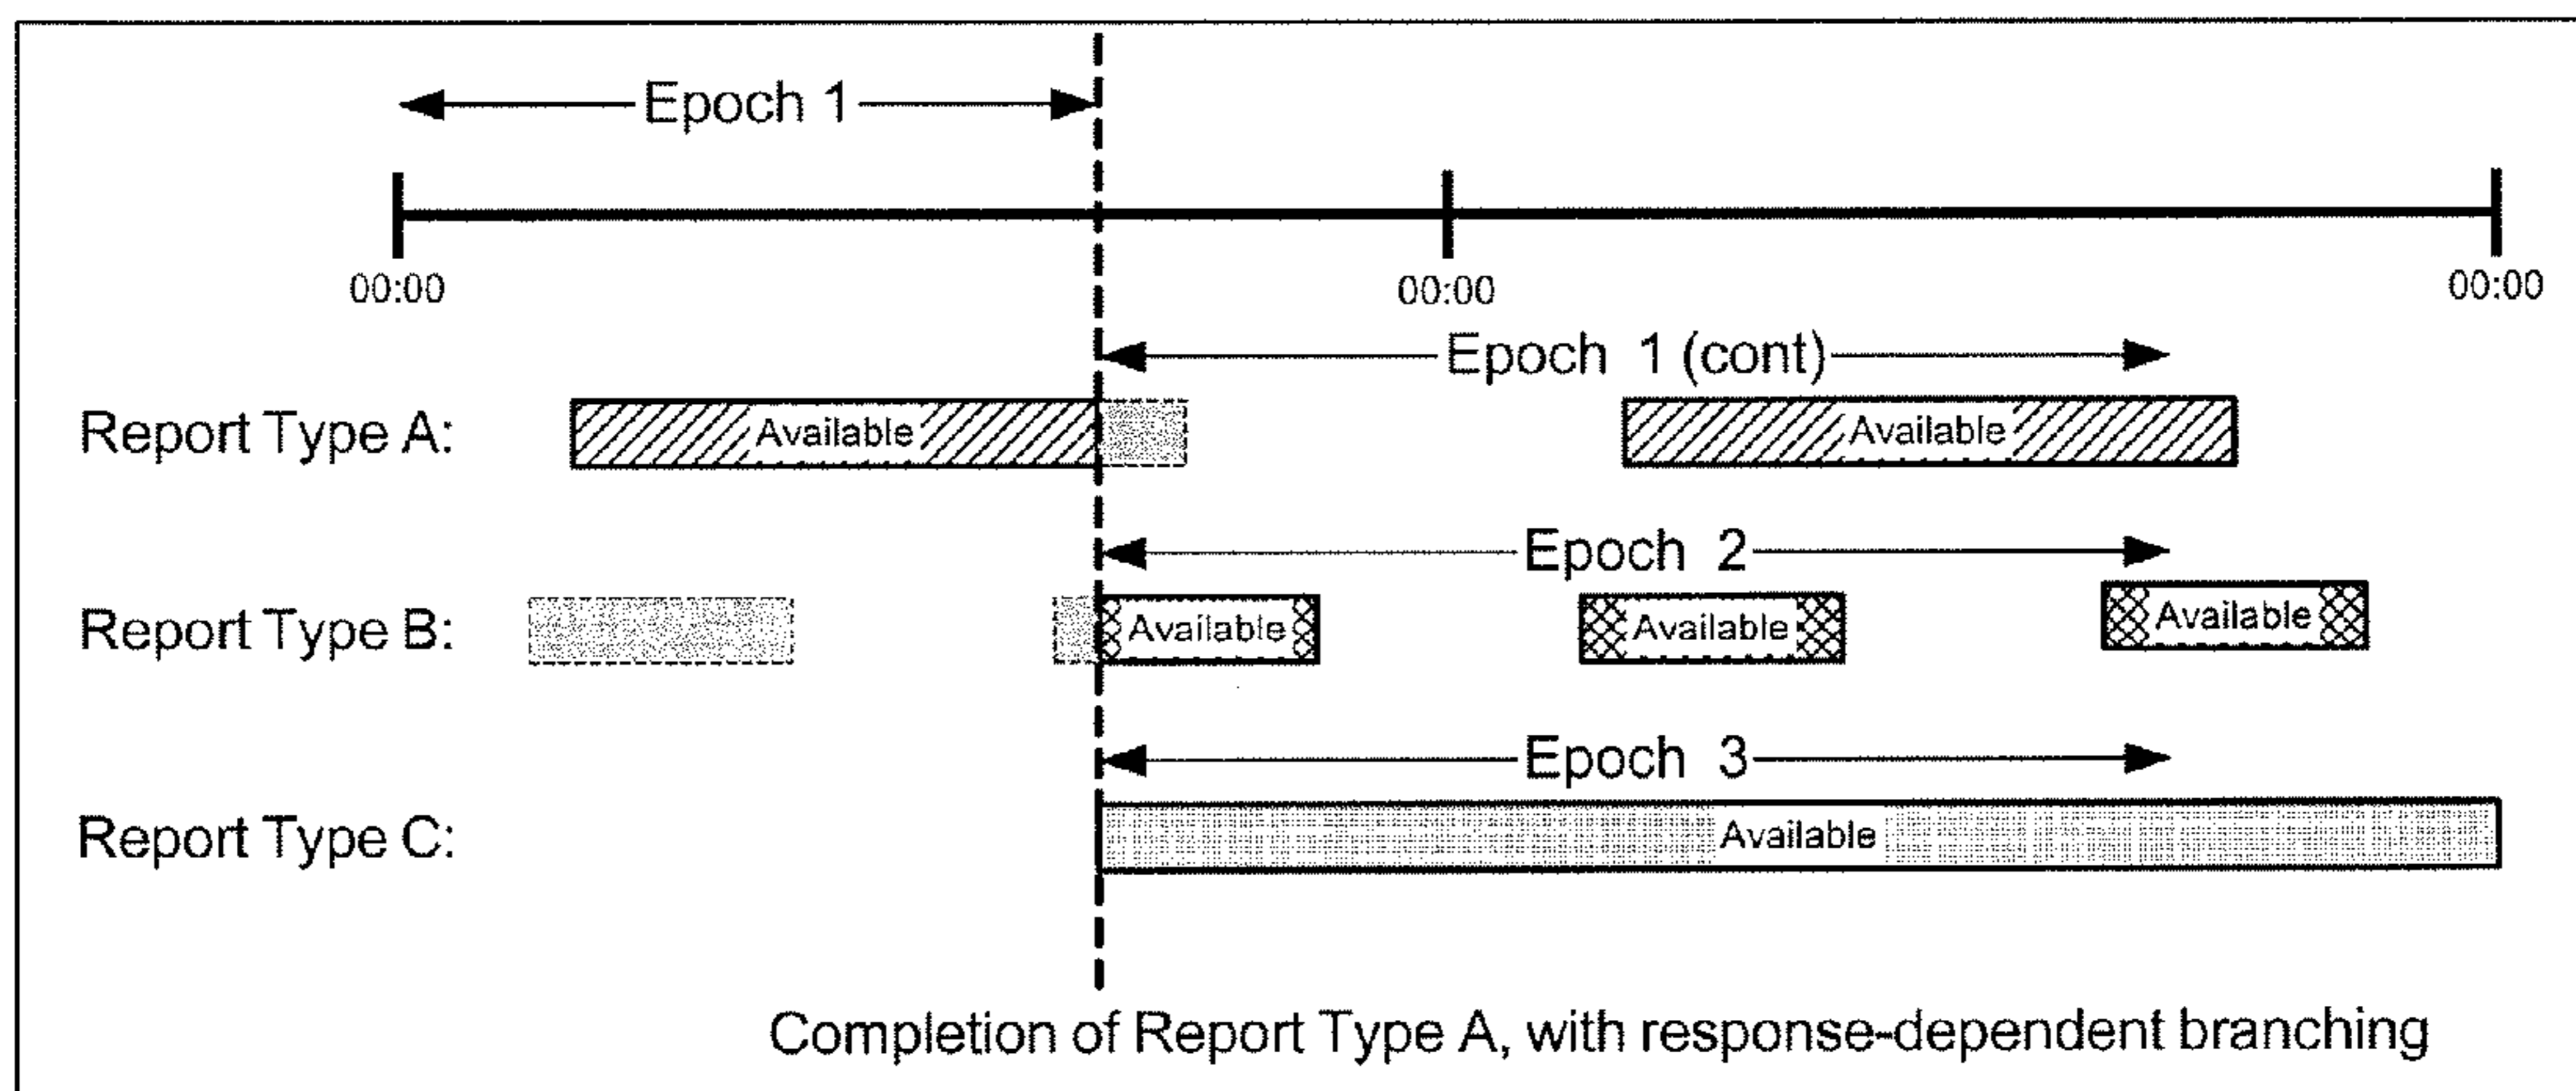 Epoch 1
00:00
00:00
00:00
Epoch 1 (cont)
Report Type A:
Available
Available
Epoch 2
Report Type B:
Available
Available
Available
Epoch 3
Report Type C:
Available
Completion of Report Type A, with response-dependent branching